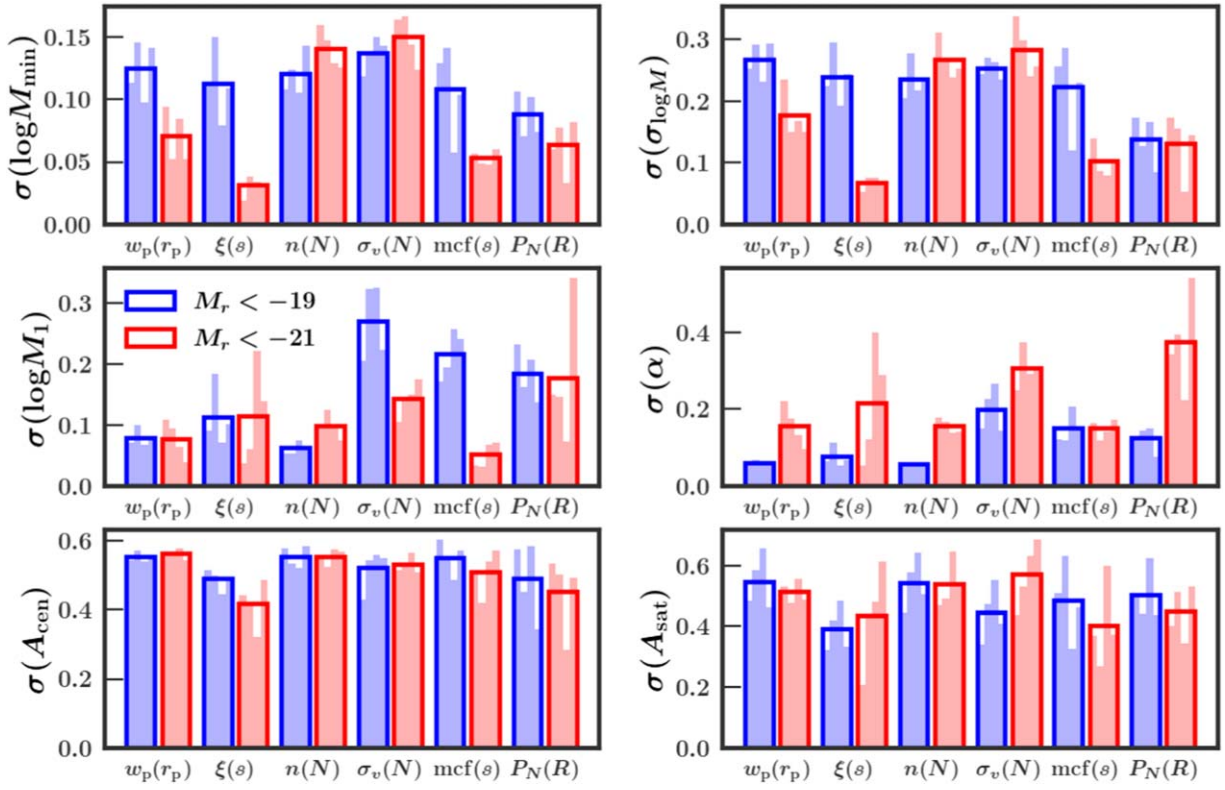 σ(logM_min)
0.15
0.10
0.05
0.00
w_p(r_p) ξ(s) n(N) σ_v(N) mcf(s) P_N(R)
σ(σ_logM)
0.3
0.2
0.1
0.0
w_p(r_p) ξ(s) n(N) σ_v(N) mcf(s) P_N(R)
σ(logM_1)
0.3
0.2
0.1
0.0
M_r < −19
M_r < −21
w_p(r_p) ξ(s) n(N) σ_v(N) mcf(s) P_N(R)
σ(α)
0.4
0.2
0.0
w_p(r_p) ξ(s) n(N) σ_v(N) mcf(s) P_N(R)
σ(A_cen)
0.6
0.4
0.2
0.0
w_p(r_p) ξ(s) n(N) σ_v(N) mcf(s) P_N(R)
σ(A_sat)
0.6
0.4
0.2
0.0
w_p(r_p) ξ(s) n(N) σ_v(N) mcf(s) P_N(R)